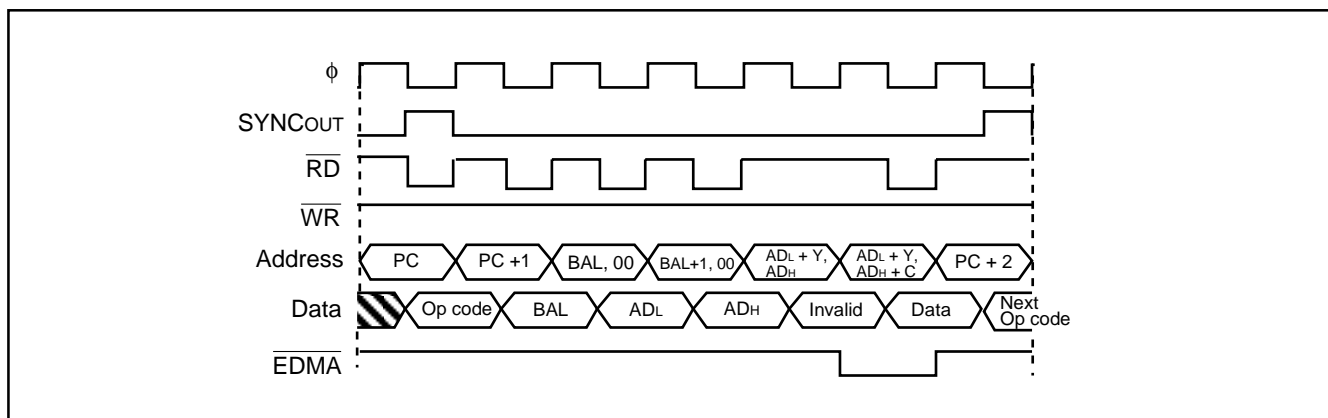 ϕ
SYNCOUT
RD
WR
Address
PC
PC +1
BAL, 00
BAL+1, 00
ADL + Y,
ADH
ADL + Y,
ADH + C
PC + 2
Data
Op code
BAL
ADL
ADH
Invalid
Data
Next
Op code
EDMA